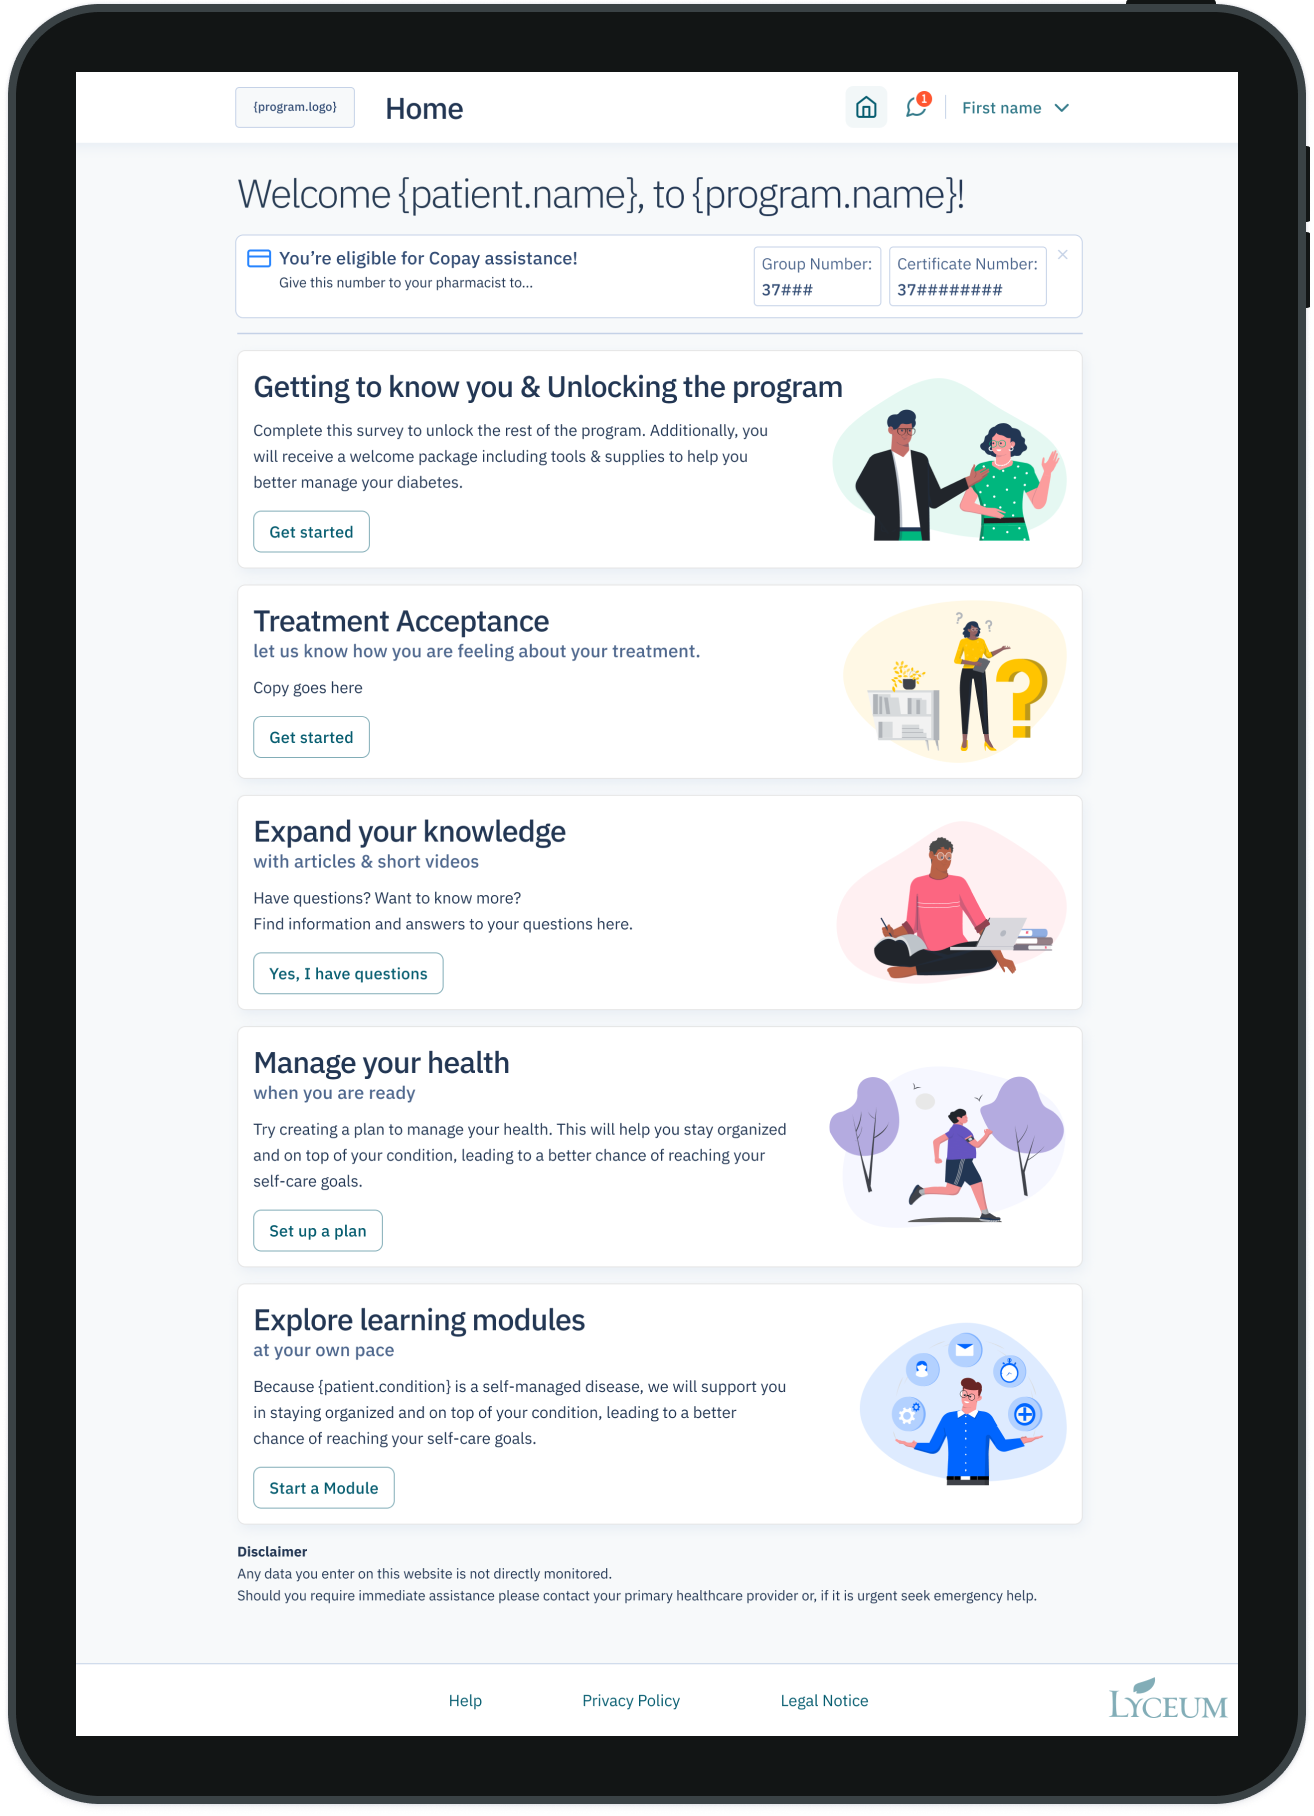 {program.logo}
Home
1
First name
Welcome {patient.name}, to {program.name}!
You’re eligible for Copay assistance!
Give this number to your pharmacist to...
Group Number:
37###
Certificate Number:
37########
Getting to know you & Unlocking the program
Complete this survey to unlock the rest of the program. Additionally, you
will receive a welcome package including tools & supplies to help you
better manage your diabetes.
Get started
Treatment Acceptance
let us know how you are feeling about your treatment.
Copy goes here
Get started
? ?
?
Expand your knowledge
with articles & short videos
Have questions? Want to know more?
Find information and answers to your questions here.
Yes, I have questions
Manage your health
when you are ready
Try creating a plan to manage your health. This will help you stay organized
and on top of your condition, leading to a better chance of reaching your
self-care goals.
Set up a plan
Explore learning modules
at your own pace
Because {patient.condition} is a self-managed disease, we will support you
in staying organized and on top of your condition, leading to a better
chance of reaching your self-care goals.
Start a Module
Disclaimer
Any data you enter on this website is not directly monitored.
Should you require immediate assistance please contact your primary healthcare provider or, if it is urgent seek emergency help.
Help
Privacy Policy
Legal Notice
LYCEUM